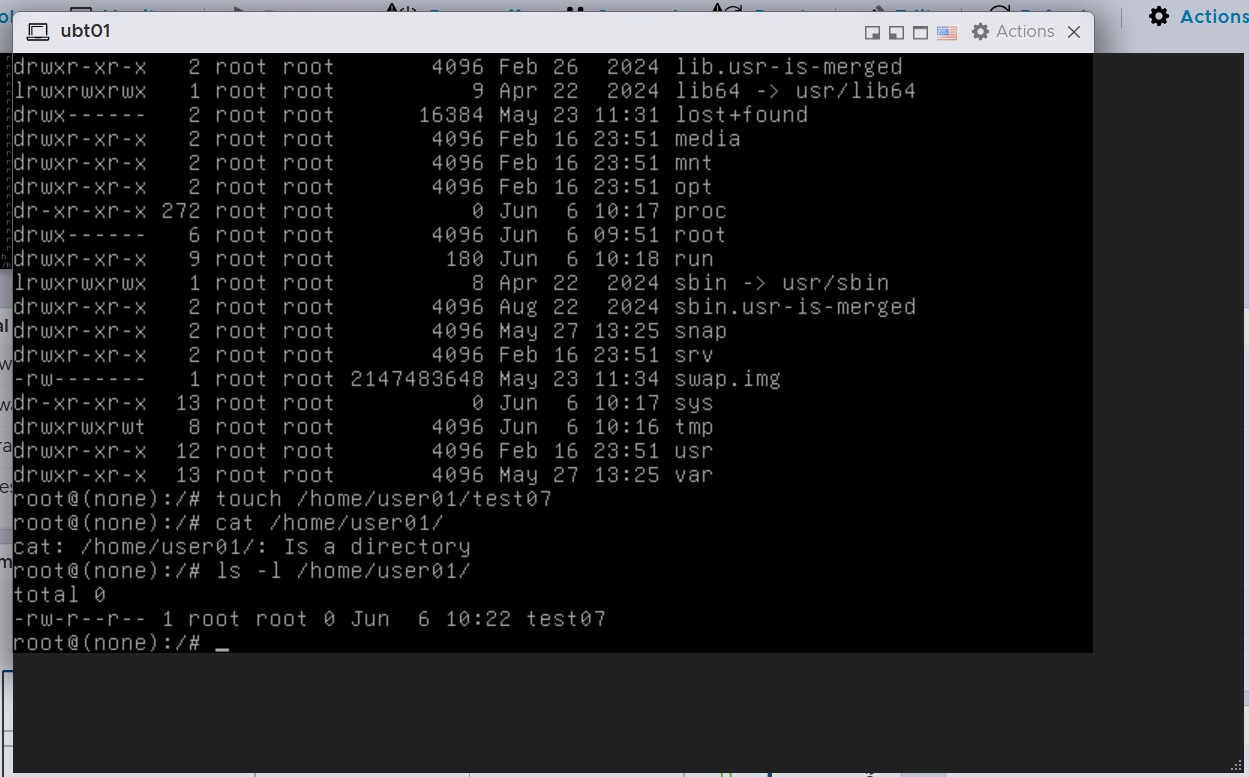 Actions
ubt01
Actions
drwxr-xr-x   2 root root       4096 Feb 26  2024 lib.usr-is-merged
lrwxrwxrwx   1 root root          9 Apr 22  2024 lib64 -> usr/lib64
drwx------   2 root root      16384 May 23 11:31 lost+found
drwxr-xr-x   2 root root       4096 Feb 16 23:51 media
drwxr-xr-x   2 root root       4096 Feb 16 23:51 mnt
drwxr-xr-x   2 root root       4096 Feb 16 23:51 opt
dr-xr-xr-x 272 root root          0 Jun  6 10:17 proc
drwx------   6 root root       4096 Jun  6 09:51 root
drwxr-xr-x   9 root root        180 Jun  6 10:18 run
lrwxrwxrwx   1 root root          8 Apr 22  2024 sbin -> usr/sbin
drwxr-xr-x   2 root root       4096 Aug 22  2024 sbin.usr-is-merged
drwxr-xr-x   2 root root       4096 May 27 13:25 snap
drwxr-xr-x   2 root root       4096 Feb 16 23:51 srv
-rw-------   1 root root 2147483648 May 23 11:34 swap.img
dr-xr-xr-x  13 root root          0 Jun  6 10:17 sys
drwxrwxrwt   8 root root       4096 Jun  6 10:16 tmp
drwxr-xr-x  12 root root       4096 Feb 16 23:51 usr
drwxr-xr-x  13 root root       4096 May 27 13:25 var
root@(none):/# touch /home/user01/test07
root@(none):/# cat /home/user01/
cat: /home/user01/: Is a directory
root@(none):/# ls -l /home/user01/
total 0
-rw-r--r-- 1 root root 0 Jun  6 10:22 test07
root@(none):/# _